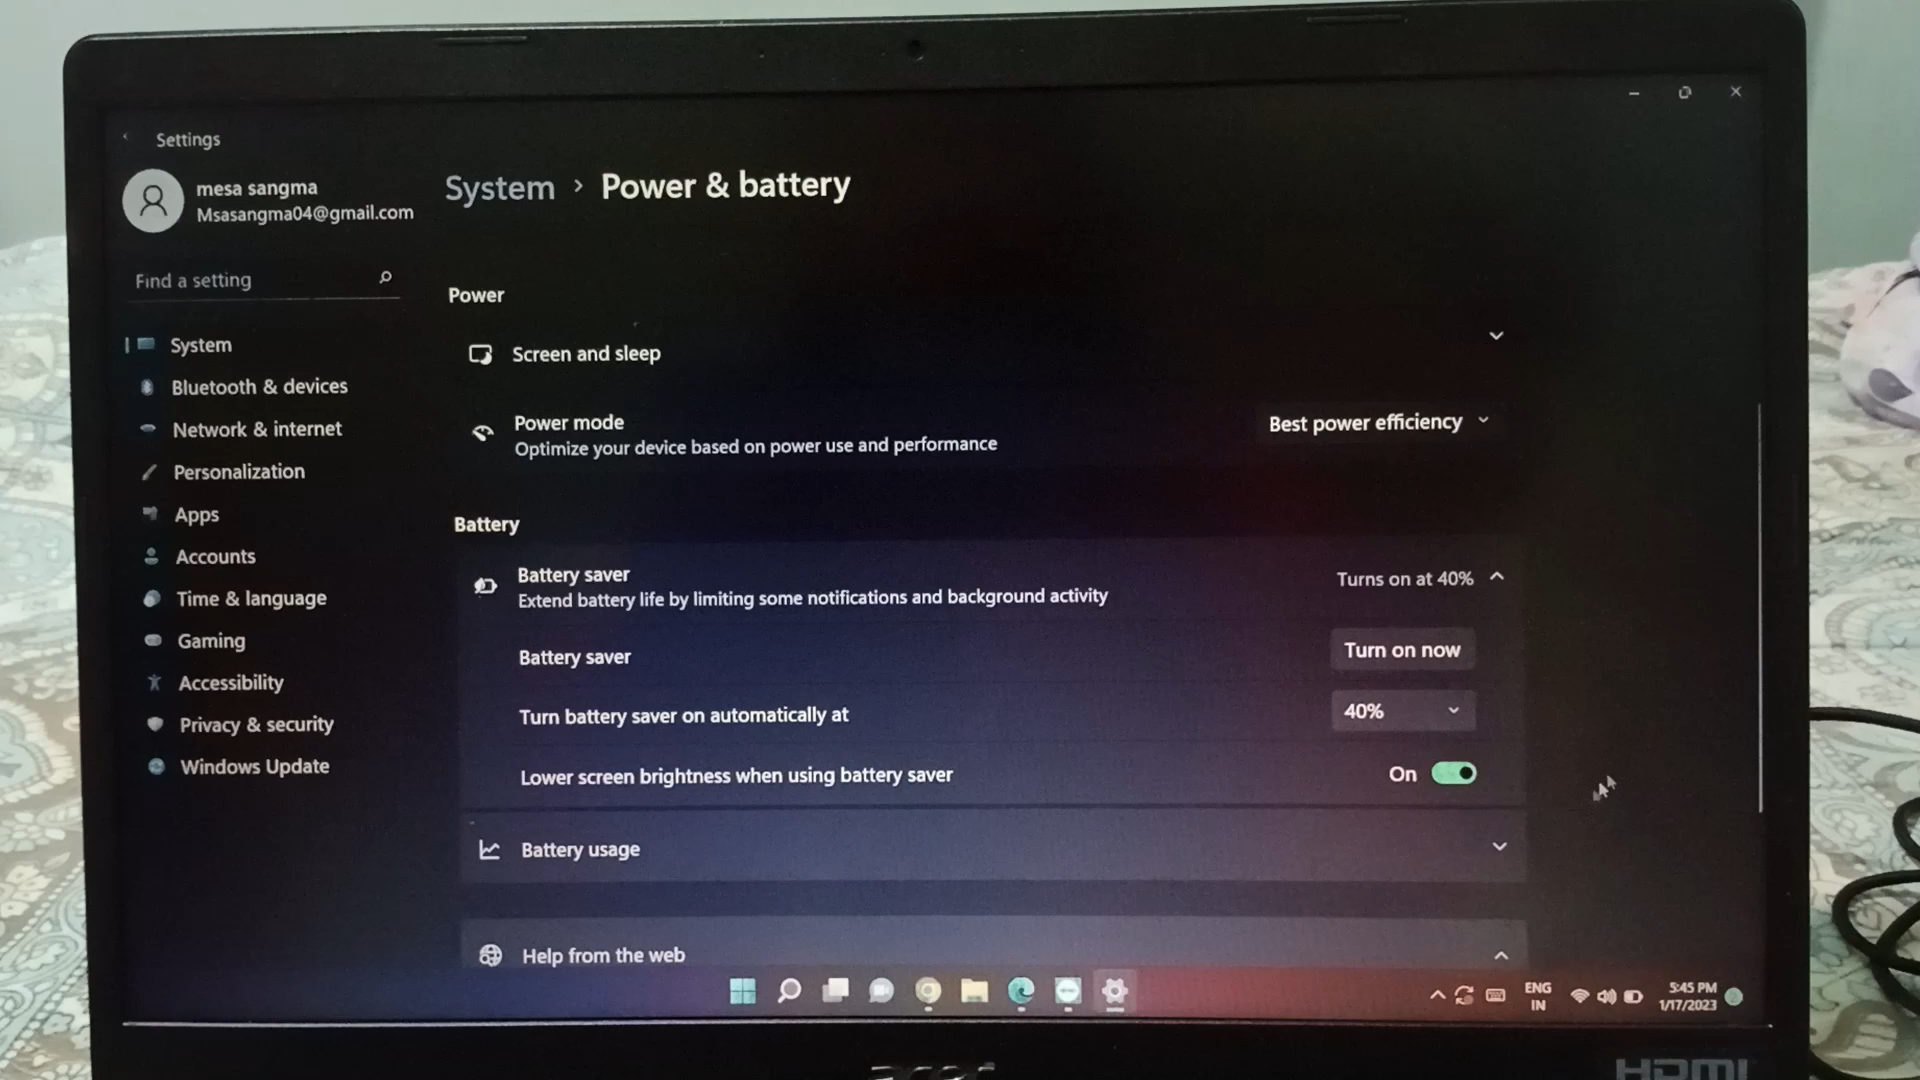 Settings
mesa sangma
Msasangma04@gmail.com
Find a setting
System
Bluetooth & devices
Network & internet
Personalization
Apps
Accounts
Time & language
Gaming
Accessibility
Privacy & security
Windows Update
System > Power & battery
Power
Screen and sleep
Power mode
Optimize your device based on power use and performance
Best power efficiency
Battery
Battery saver
Extend battery life by limiting some notifications and background activity
Turns on at 40%
Battery saver
Turn on now
Turn battery saver on automatically at
40%
Lower screen brightness when using battery saver
On
Battery usage
Help from the web
ENG
IN
5:45 PM
1/17/2023
acer
HDMI